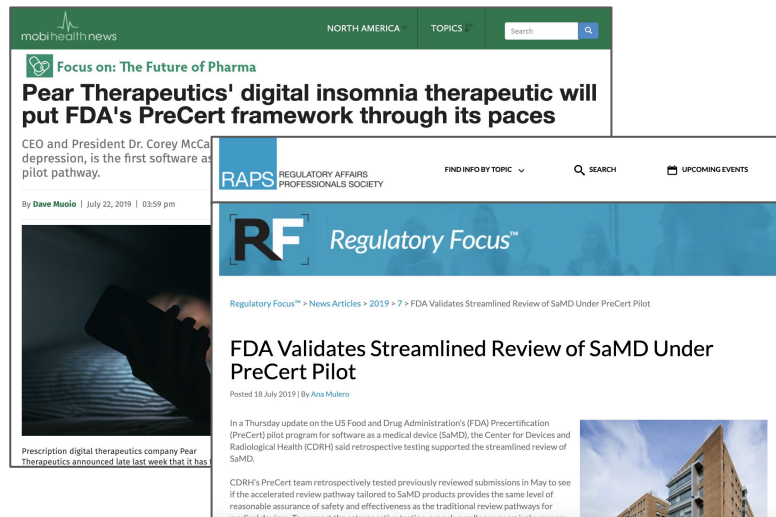 mobihealthnews
NORTH AMERICA
TOPICS
Search
Focus on: The Future of Pharma
Pear Therapeutics' digital insomnia therapeutic will
put FDA's PreCert framework through its paces
CEO and President Dr. Corey McCa
depression, is the first software as
pilot pathway.
By Dave Muoio | July 22, 2019 | 03:59 pm
Prescription digital therapeutics company Pear
Therapeutics announced late last week that it has
RAPS
REGULATORY AFFAIRS
PROFESSIONALS SOCIETY
FIND INFO BY TOPIC
SEARCH
UPCOMING EVENTS
RF
Regulatory Focus™
Regulatory Focus™ > News Articles > 2019 > 7 > FDA Validates Streamlined Review of SaMD Under PreCert Pilot
FDA Validates Streamlined Review of SaMD Under
PreCert Pilot
Posted 18 July 2019 | By Ana Mulero
In a Thursday update on the US Food and Drug Administration's (FDA) Precertification
(PreCert) pilot program for software as a medical device (SaMD), the Center for Devices and
Radiological Health (CDRH) said retrospective testing supported the streamlined review of
SaMD.
CDRH's PreCert team retrospectively tested previously reviewed submissions in May to see
if the accelerated review pathway tailored to SaMD products provides the same level of
reasonable assurance of safety and effectiveness as the traditional review pathways for